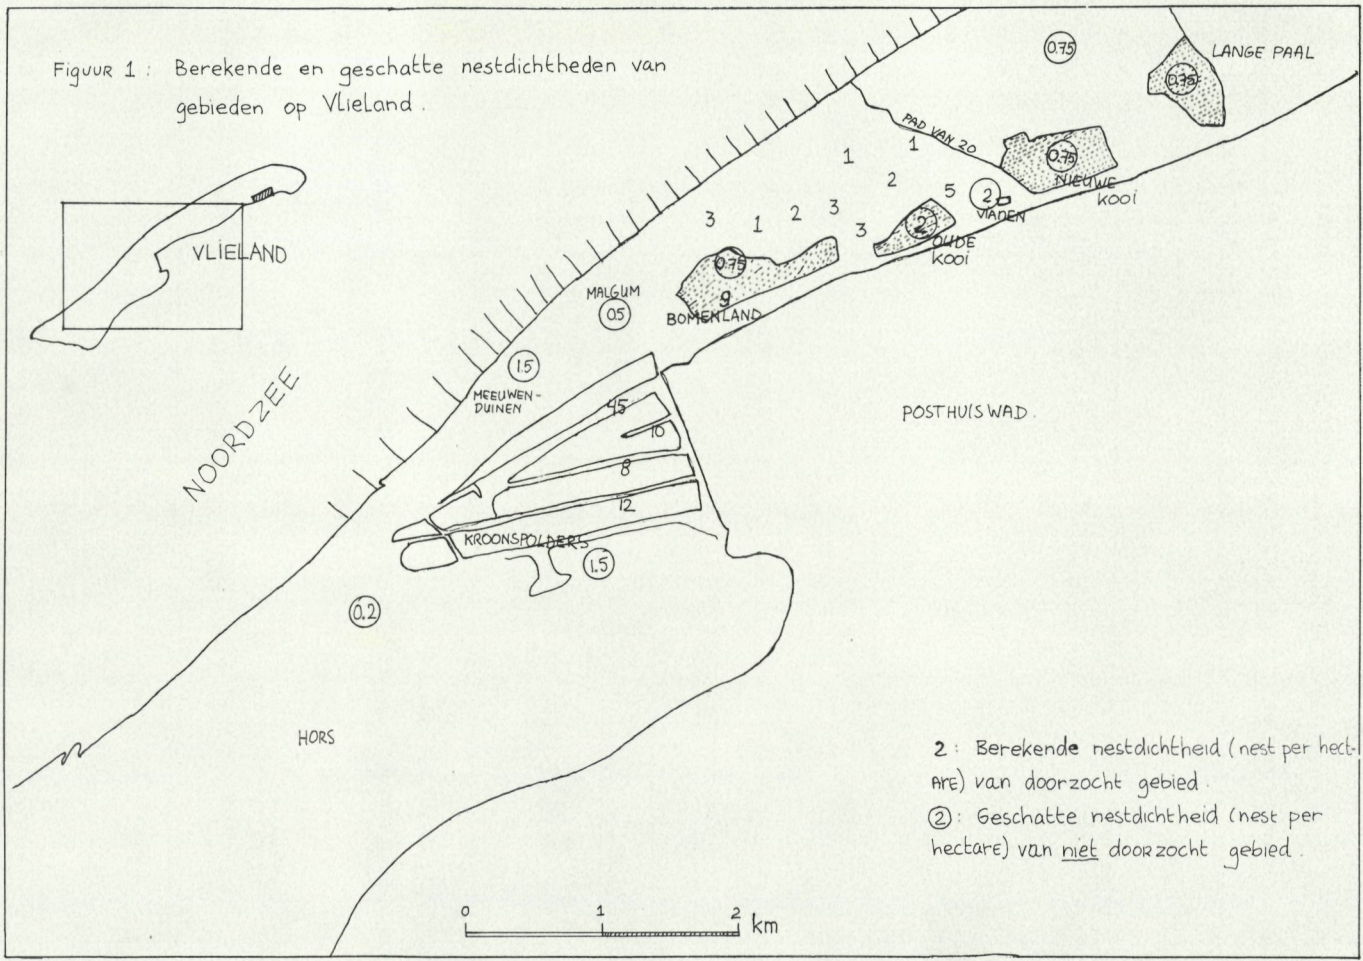 Figuur 1 : Berekende en geschatte nestdichtheden van
gebieden op Vlieland.
VLIELAND
NOORDZEE
0.75
LANGE PAAL
0.75
PAD VAN 20
1
1
0.75
NIEUWE
KOOI
2
5
2
VIADEN
3
1
2
3
3
2
OUDE
KOOI
0.75
9
BOMENLAND
MALGUM
0.5
1.5
MEEUWEN-
DUINEN
45
10
8
12
KROONSPOLDERS
1.5
0.2
POSTHUISWAD.
HORS
2 : Berekende nestdichtheid (nest per hect-
ARE) van doorzocht gebied.
2 : Geschatte nestdichtheid (nest per
hectare) van niet doorzocht gebied.
0 1 2 km